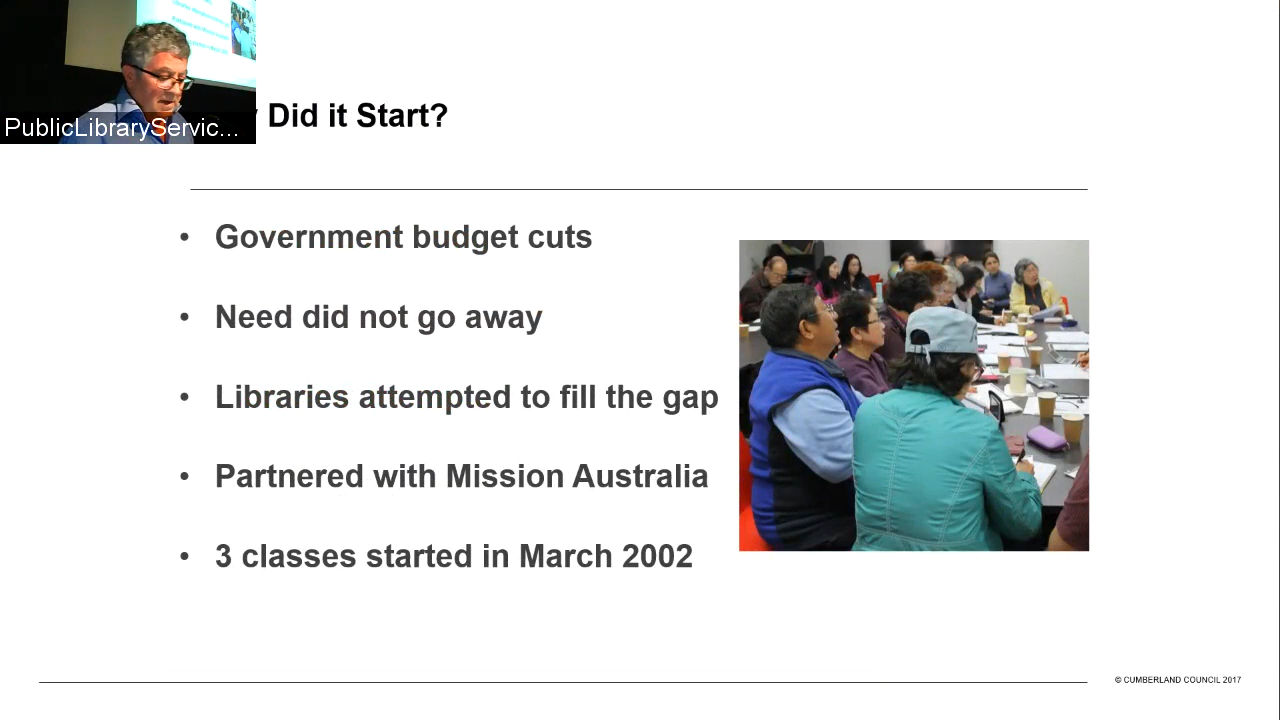 PublicLibraryServic...
Did it Start?
• Government budget cuts
• Need did not go away
• Libraries attempted to fill the gap
• Partnered with Mission Australia
• 3 classes started in March 2002
© CUMBERLAND COUNCIL 2017